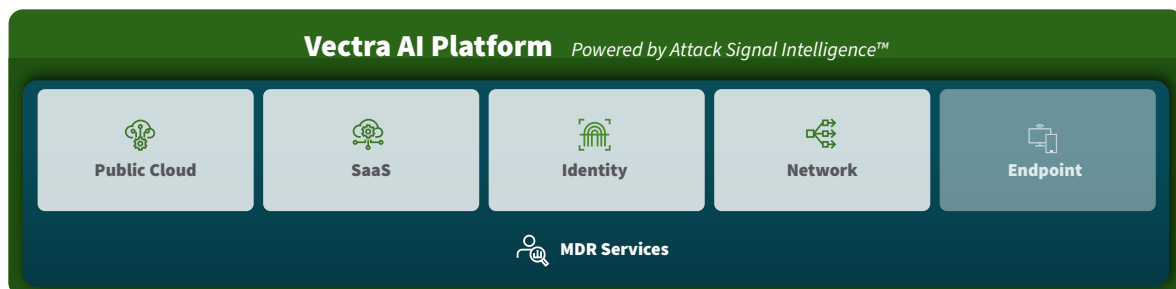 Vectra AI Platform Powered by Attack Signal Intelligence™
Public Cloud
SaaS
Identity
Network
Endpoint
MDR Services